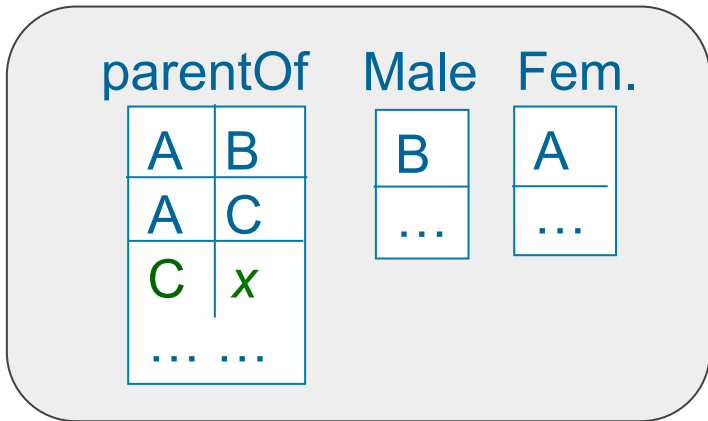 parentOf Male Fem.
A B B A
A C … …
C x
… …